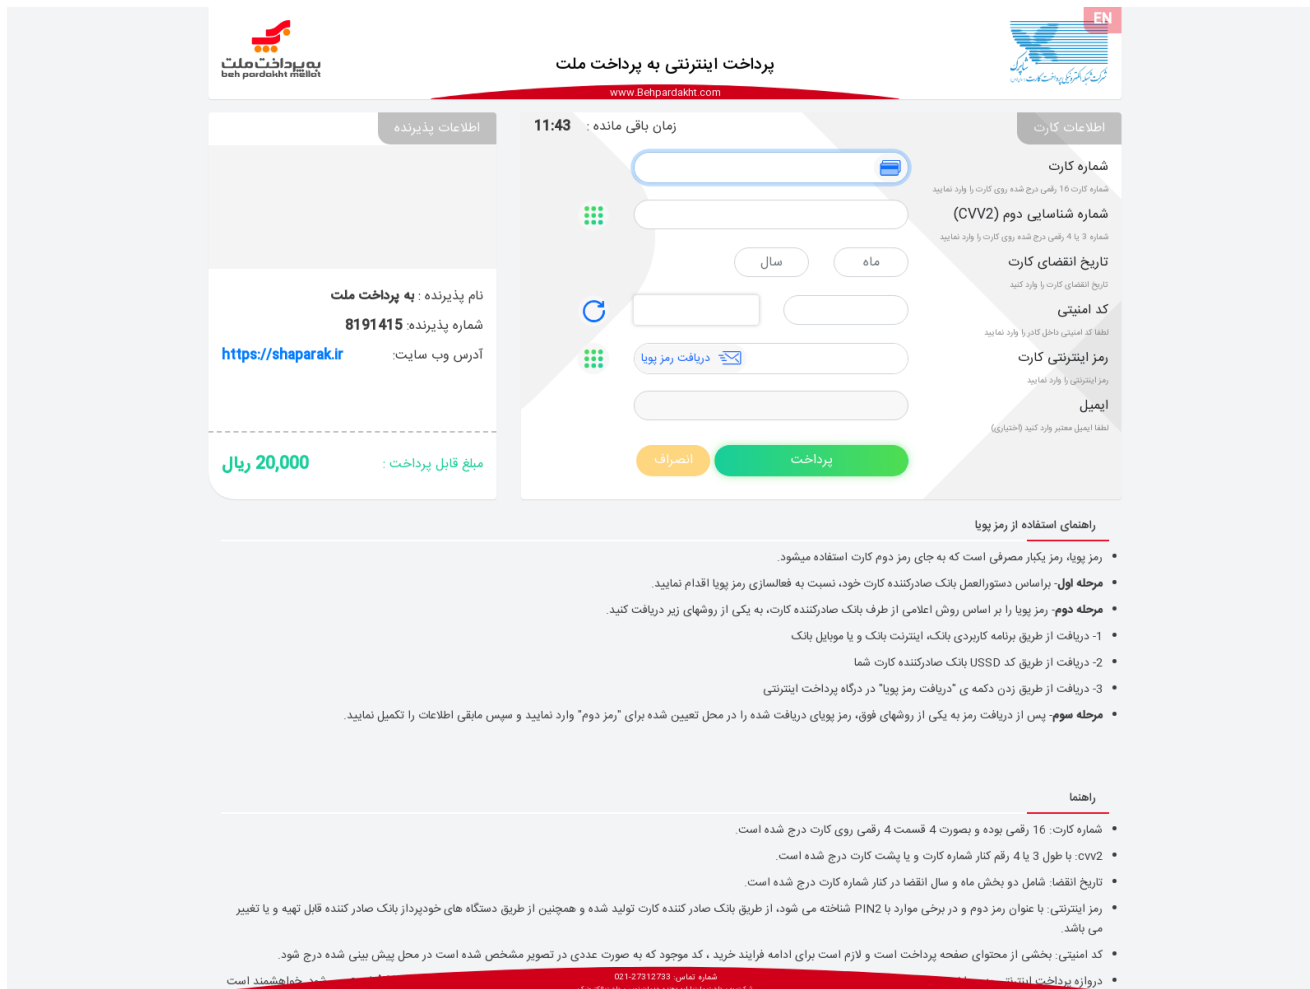 EN
شرکت شبکه الکترونیکی پرداخت کارت
شاپرک
به پرداخت ملت
beh pardakht mellat
پرداخت اینترنتی به پرداخت ملت
www.Behpardakht.com
اطلاعات کارت
زمان باقی مانده : 11:43
شماره کارت
شماره کارت 16 رقمی درج شده روی کارت را وارد نمایید
شماره شناسایی دوم (CVV2)
شماره 3 یا 4 رقمی درج شده روی کارت را وارد نمایید
تاریخ انقضای کارت
ماه
سال
تاریخ انقضای کارت را وارد کنید
کد امنیتی
لطفا کد امنیتی داخل کادر را وارد نمایید
رمز اینترنتی کارت
دریافت رمز پویا
رمز اینترنتی را وارد نمایید
ایمیل
لطفا ایمیل معتبر وارد کنید (اختیاری)
پرداخت
انصراف
اطلاعات پذیرنده
نام پذیرنده : به پرداخت ملت
شماره پذیرنده: 8191415
آدرس وب سایت: https://shaparak.ir
مبلغ قابل پرداخت : 20,000 ریال
راهنمای استفاده از رمز پویا
رمز پویا، رمز یکبار مصرفی است که به جای رمز دوم کارت استفاده میشود.
مرحله اول- براساس دستورالعمل بانک صادرکننده کارت خود، نسبت به فعالسازی رمز پویا اقدام نمایید.
مرحله دوم- رمز پویا را بر اساس روش اعلامی از طرف بانک صادرکننده کارت، به یکی از روشهای زیر دریافت کنید.
1- دریافت از طریق برنامه کاربردی بانک، اینترنت بانک و یا موبایل بانک
2- دریافت از طریق کد USSD بانک صادرکننده کارت شما
3- دریافت از طریق زدن دکمه ی "دریافت رمز پویا" در درگاه پرداخت اینترنتی
مرحله سوم- پس از دریافت رمز به یکی از روشهای فوق، رمز پویای دریافت شده را در محل تعیین شده برای "رمز دوم" وارد نمایید و سپس مابقی اطلاعات را تکمیل نمایید.
راهنما
شماره کارت: 16 رقمی بوده و بصورت 4 قسمت 4 رقمی روی کارت درج شده است.
cvv2: با طول 3 یا 4 رقم کنار شماره کارت و یا پشت کارت درج شده است.
تاریخ انقضا: شامل دو بخش ماه و سال انقضا در کنار شماره کارت درج شده است.
رمز اینترنتی: با عنوان رمز دوم و در برخی موارد با PIN2 شناخته می شود، از طریق بانک صادر کننده کارت تولید شده و همچنین از طریق دستگاه های خودپرداز بانک صادر کننده قابل تهیه و یا تغییر
می باشد.
کد امنیتی: بخشی از محتوای صفحه پرداخت است و لازم است برای ادامه فرایند خرید ، کد موجود که به صورت عددی در تصویر مشخص شده است در محل پیش بینی شده درج شود.
دروازه پرداخت اینترنتی
شود. خواهشمند است
شماره تماس: 27312733-021